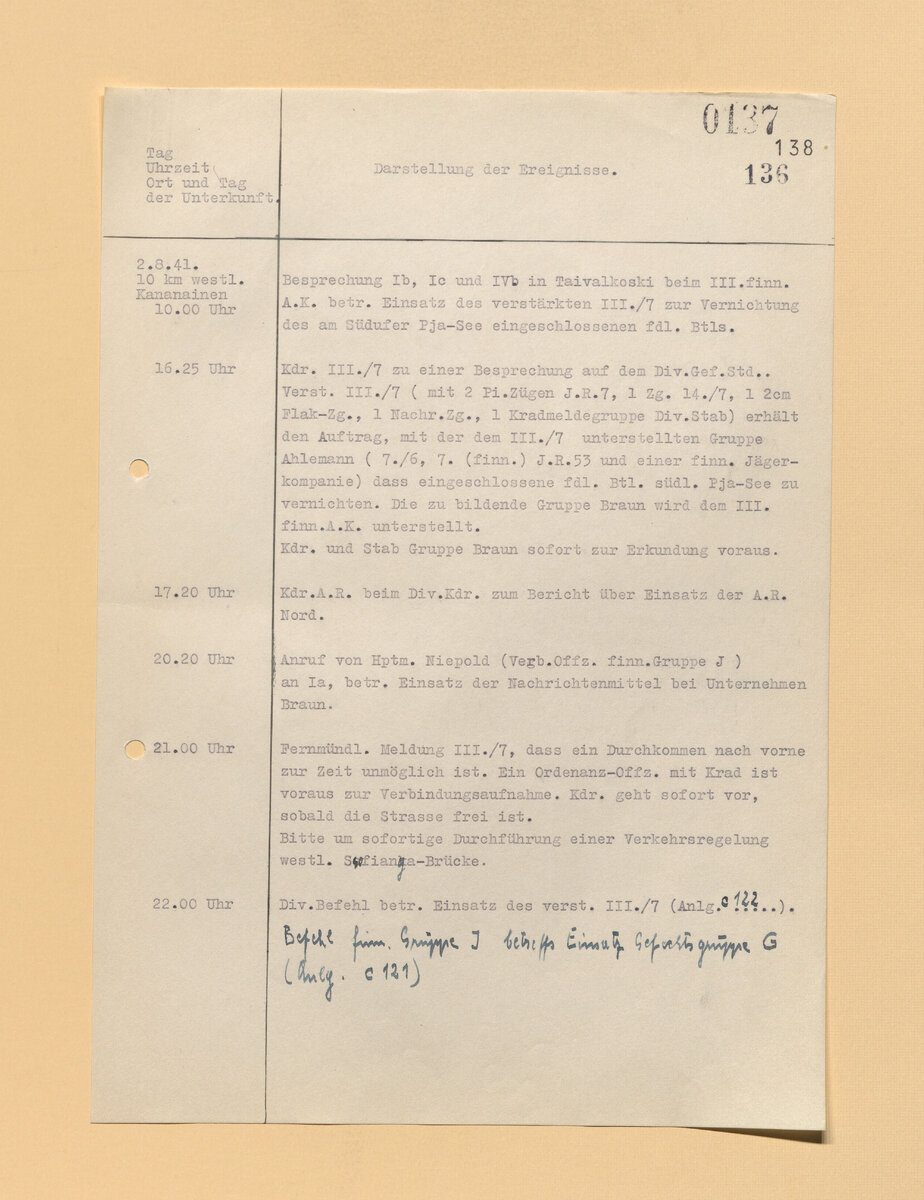 0137
138
136
Tag
Uhrzeit
Ort und Tag
der Unterkunft.
Darstellung der Ereignisse.
2.8.41.
10 km westl.
Kananainen
10.00 Uhr
Besprechung Ib, Ic und IVb in Taivalkoski beim III.finn.
A.K. betr. Einsatz des verstärkten III./7 zur Vernichtung
des am Südufer Pja-See eingeschlossenen fdl. Btls.
16.25 Uhr
Kdr. III./7 zu einer Besprechung auf dem Div.Gef.Std..
Verst. III./7 ( mit 2 Pi.Zügen J.R.7, 1 Zg. 14./7, 1 2cm
Flak-Zg., 1 Nachr.Zg., 1 Kradmeldegruppe Div.Stab) erhält
den Auftrag, mit der dem III./7 unterstellten Gruppe
Ahlemann ( 7./6, 7. (finn.) J.R.53 und einer finn. Jäger-
kompanie) dass eingeschlossene fdl. Btl. südl. Pja-See zu
vernichten. Die zu bildende Gruppe Braun wird dem III.
finn.A.K. unterstellt.
Kdr. und Stab Gruppe Braun sofort zur Erkundung voraus.
17.20 Uhr
Kdr.A.R. beim Div.Kdr. zum Bericht über Einsatz der A.R.
Nord.
20.20 Uhr
Anruf von Hptm. Niepold (Verb.Offz. finn.Gruppe J )
an Ia, betr. Einsatz der Nachrichtenmittel bei Unternehmen
Braun.
21.00 Uhr
Fernmündl. Meldung III./7, dass ein Durchkommen nach vorne
zur Zeit unmöglich ist. Ein Ordenanz-Offz. mit Krad ist
voraus zur Verbindungsaufnahme. Kdr. geht sofort vor,
sobald die Strasse frei ist.
Bitte um sofortige Durchführung einer Verkehrsregelung
westl. Sofianga-Brücke.
22.00 Uhr
Div.Befehl betr. Einsatz des verst. III./7 (Anlg. c 122).
Befehl finn. Gruppe J betreffs Einsatz Gefechtsgruppe G
(Anlg. c 121)